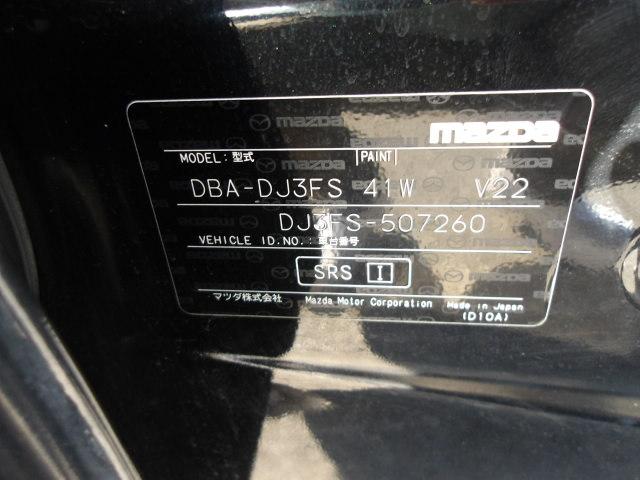 mazda
MODEL: 型式 PAINT
DBA-DJ3FS 41W V22
DJ3FS-507260
VEHICLE ID.NO.: 車台番号
SRS I
マツダ株式会社 Mazda Motor Corporation Made in Japan
(D10A)